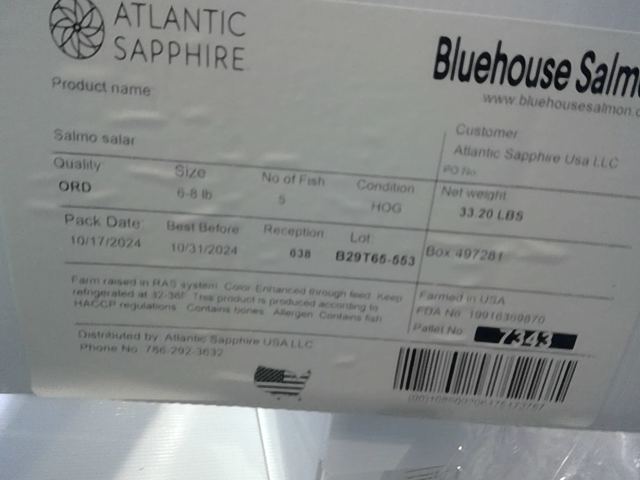 ATLANTIC
SAPPHIRE
Bluehouse Salmo
www.bluehousesalmon.c
Product name
Salmo salar
Customer
Atlantic Sapphire Usa LLC
PO No
Quality
ORD
Size
6-8 lb
No of Fish
5
Condition
HOG
Net weight
33.20 LBS
Pack Date
10/17/2024
Best Before
10/31/2024
Reception
638
Lot
B29T65-553
Box 497281
Farm raised in RAS system. Color Enhanced through feed. Keep
refrigerated at 32-36F. This product is produced according to
HACCP regulations. Contains bones. Allergen: Contains fish
Farmed in USA
FDA No.
Pallet No 7343
Distributed by: Atlantic Sapphire USA LLC
Phone No. 786-292-3632